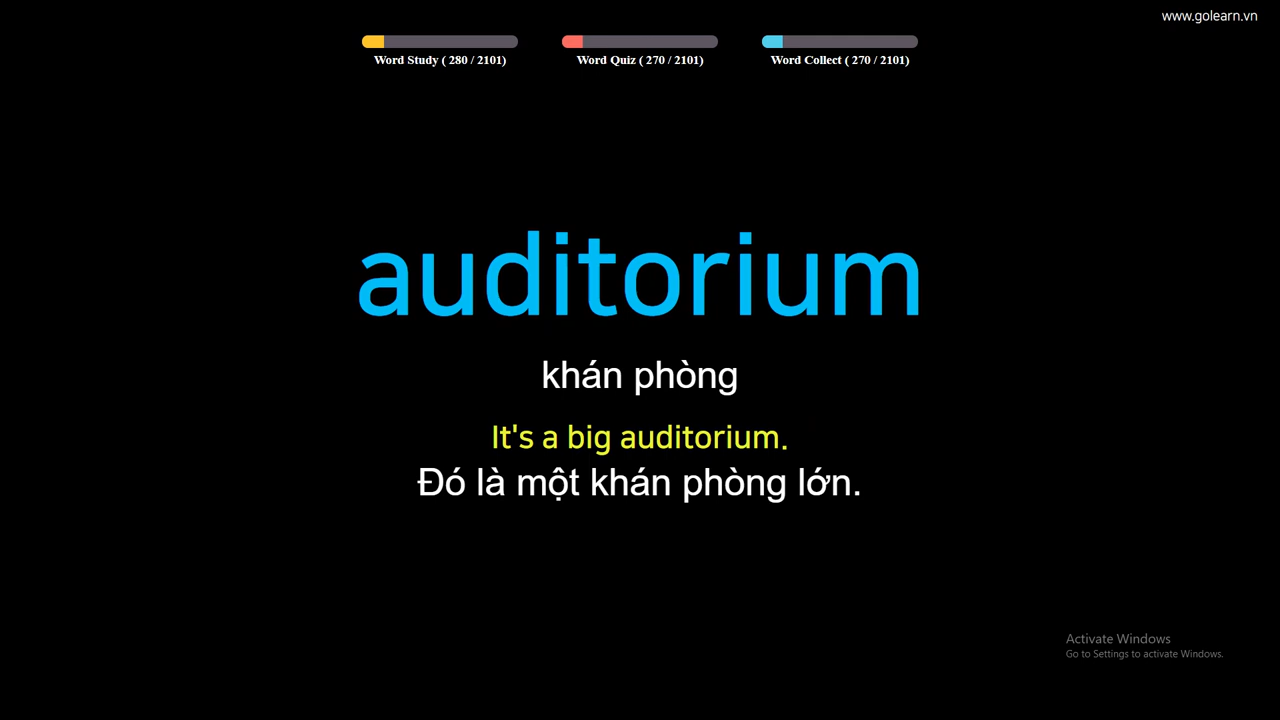 www.golearn.vn
Word Study ( 280 / 2101)
Word Quiz ( 270 / 2101)
Word Collect ( 270 / 2101)
auditorium
khán phòng
It's a big auditorium.
Đó là một khán phòng lớn.
Activate Windows
Go to Settings to activate Windows.